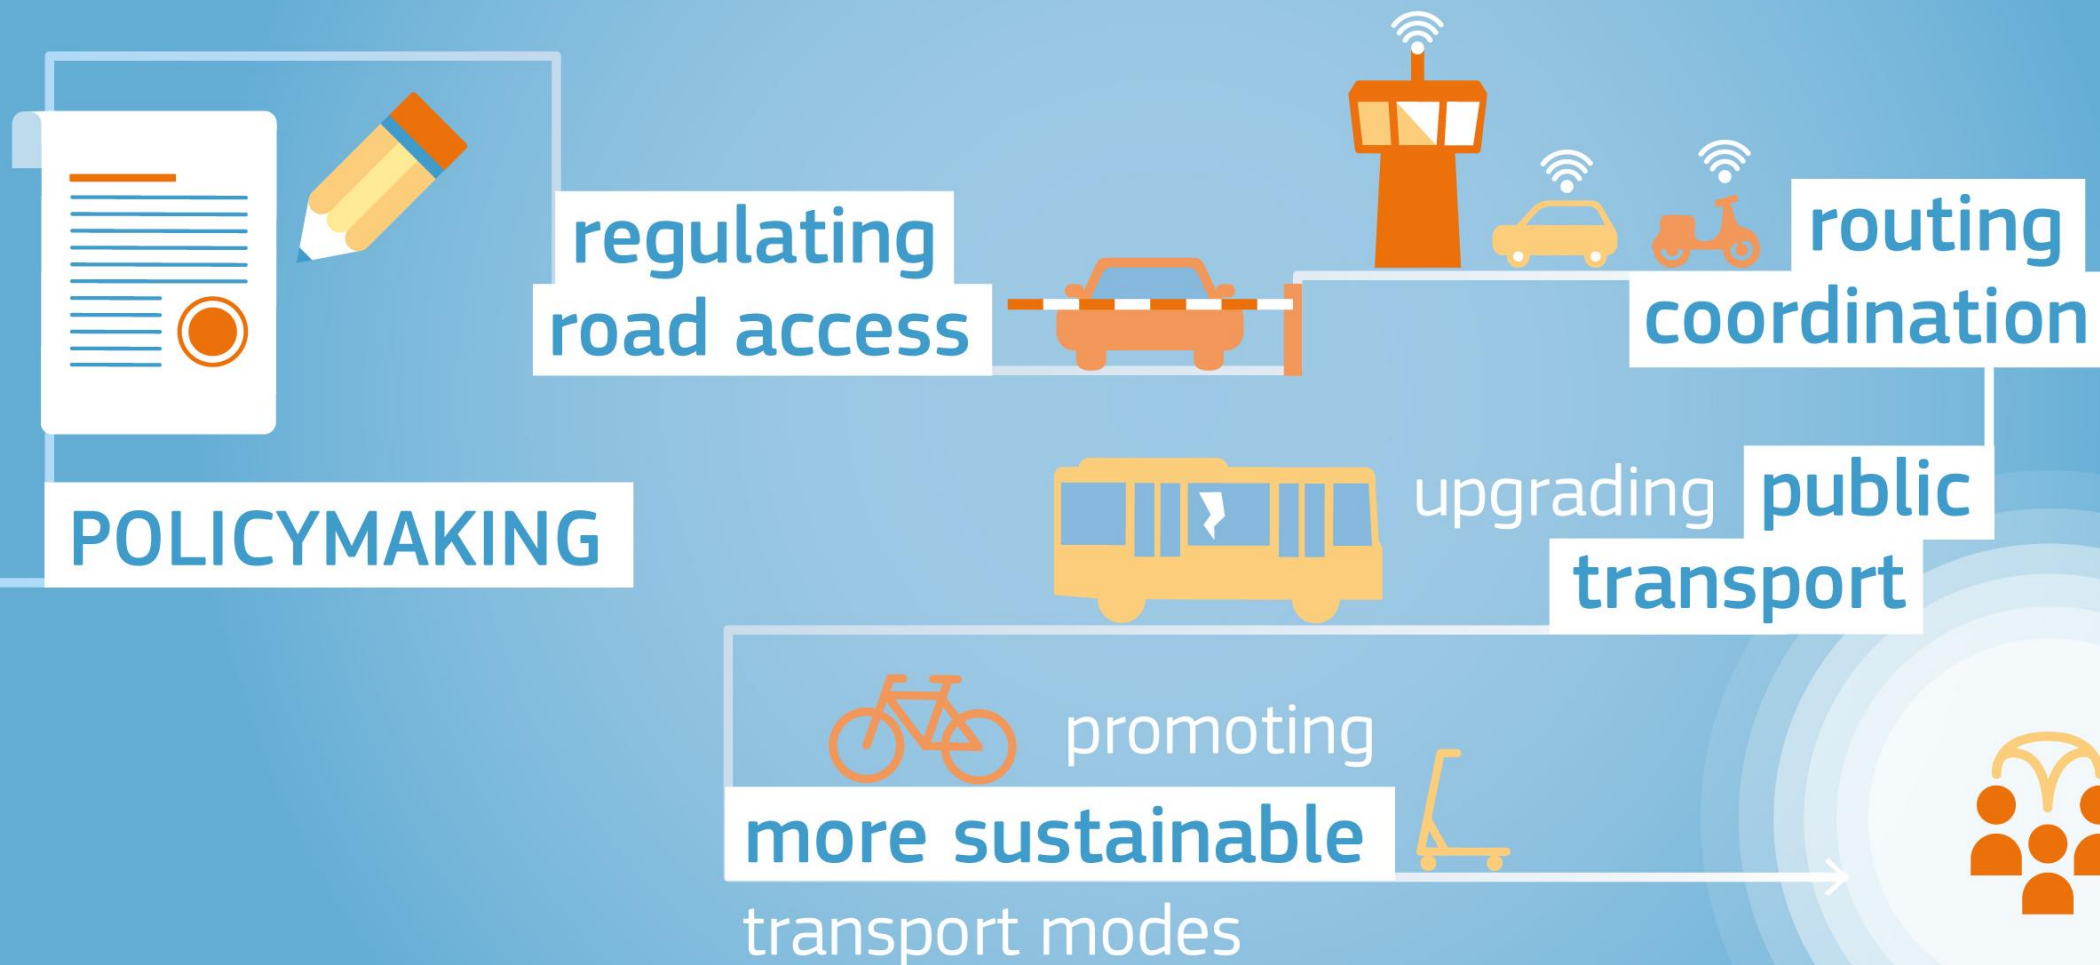 POLICYMAKING
regulating
road access
routing
coordination
upgrading public
transport
promoting
more sustainable
transport modes